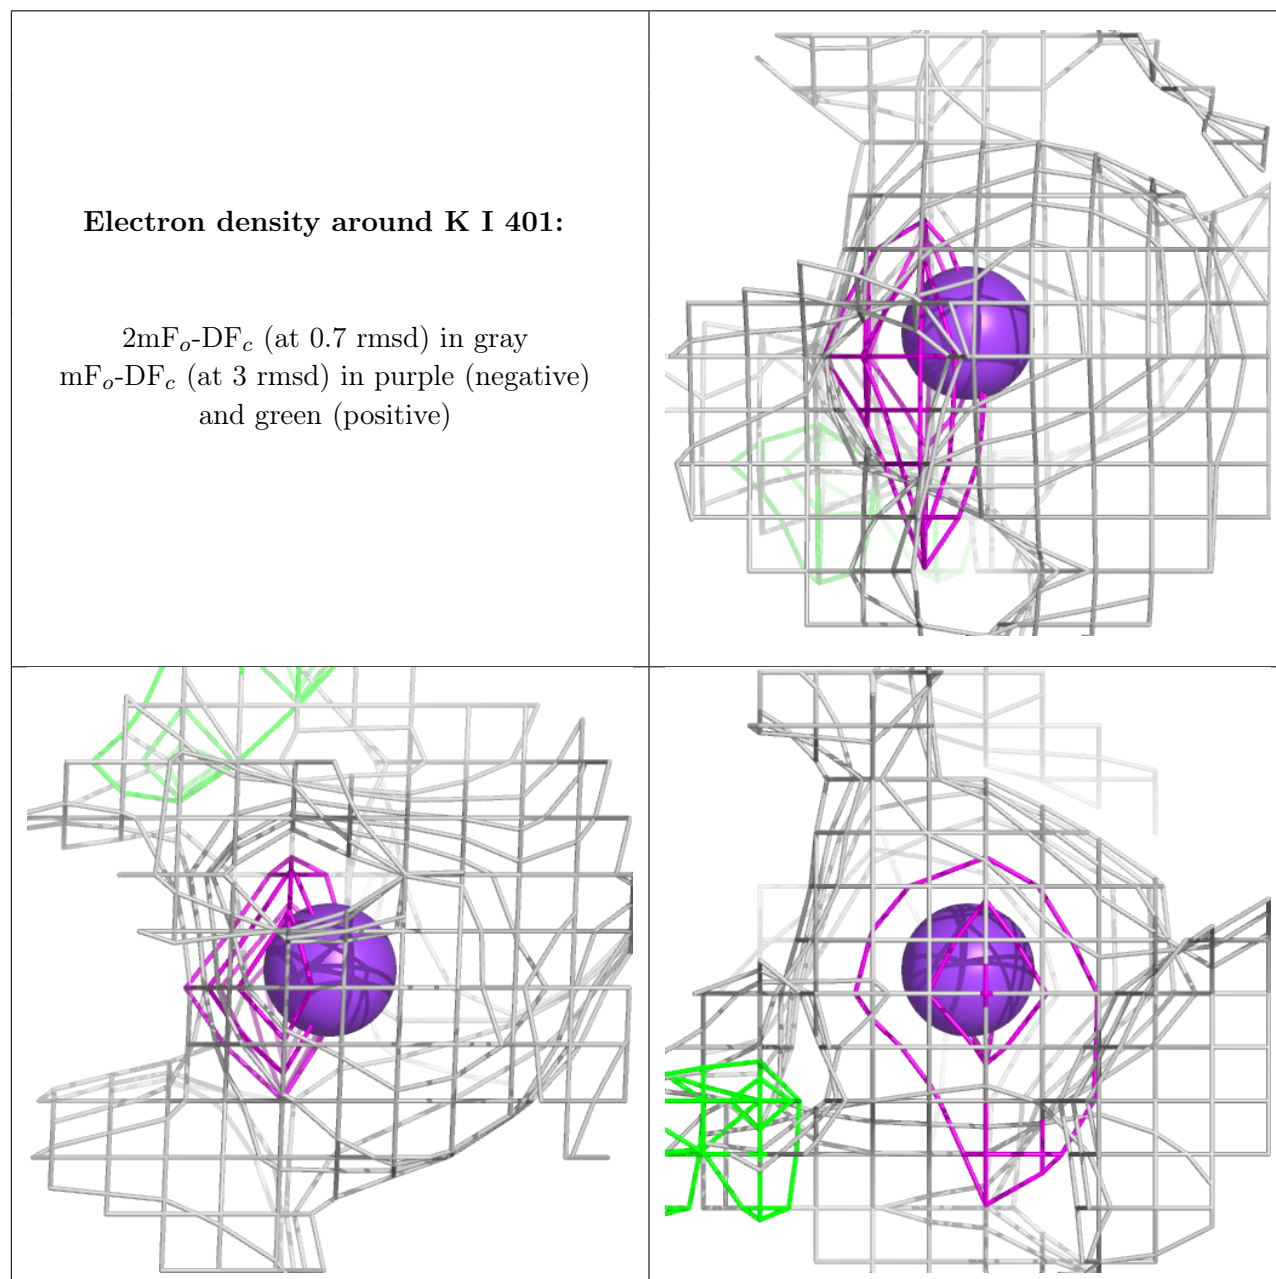 Electron density around K I 401:
2mFo-DFc (at 0.7 rmsd) in gray
mFo-DFc (at 3 rmsd) in purple (negative)
and green (positive)